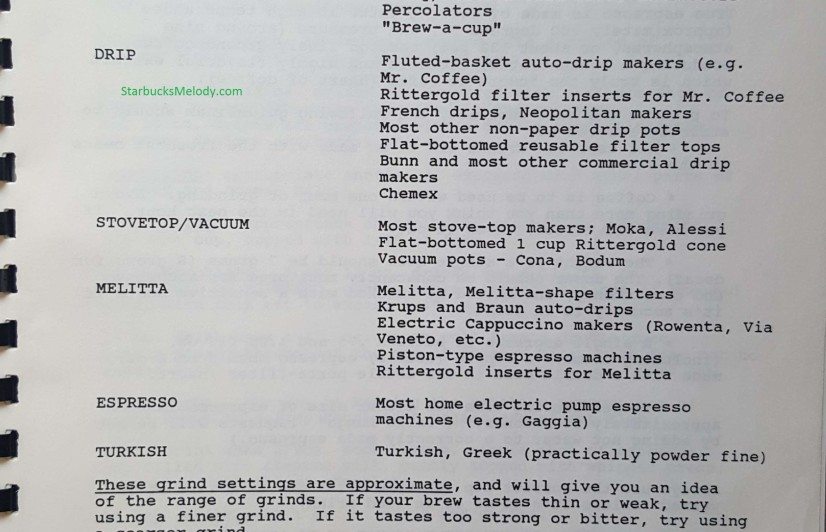 Percolators
"Brew-a-cup"
DRIP
Fluted-basket auto-drip makers (e.g.
Mr. Coffee)
StarbucksMelody.com
Rittergold filter inserts for Mr. Coffee
French drips, Neopolitan makers
Most other non-paper drip pots
Flat-bottomed reusable filter tops
Bunn and most other commercial drip
makers
Chemex
STOVETOP/VACUUM
Most stove-top makers; Moka, Alessi
Flat-bottomed 1 cup Rittergold cone
Vacuum pots - Cona, Bodum
MELITTA
Melitta, Melitta-shape filters
Krups and Braun auto-drips
Electric Cappuccino makers (Rowenta, Via
Veneto, etc.)
Piston-type espresso machines
Rittergold inserts for Melitta
ESPRESSO
Most home electric pump espresso
machines (e.g. Gaggia)
TURKISH
Turkish, Greek (practically powder fine)
These grind settings are approximate, and will give you an idea
of the range of grinds. If your brew tastes thin or weak, try
using a finer grind. If it tastes too strong or bitter, try using